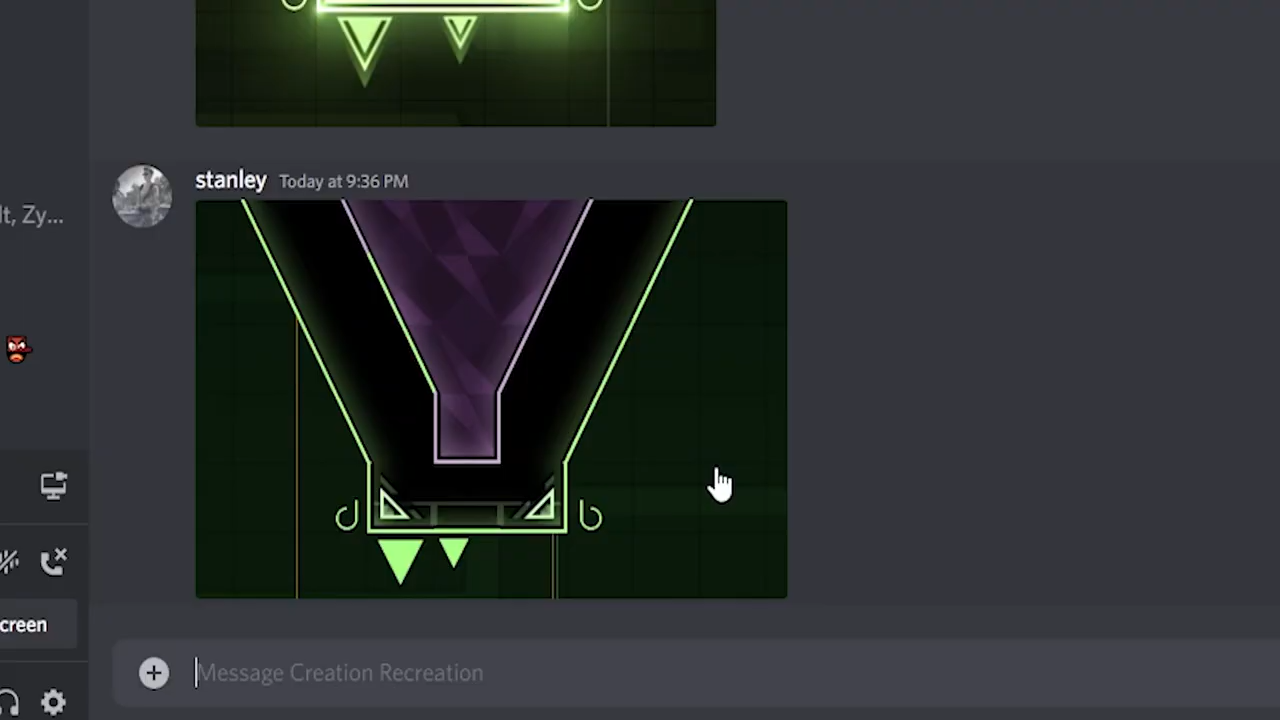 stanley Today at 9:36 PM
lt, Zy...
creen
Message Creation Recreation